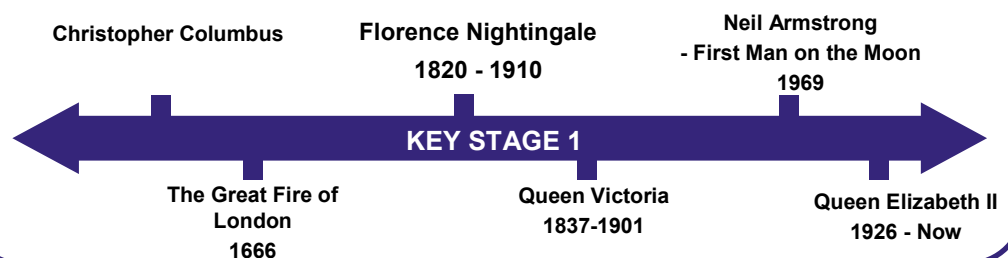 Christopher Columbus
Florence Nightingale
1820 - 1910
Neil Armstrong
- First Man on the Moon
1969
KEY STAGE 1
The Great Fire of
London
1666
Queen Victoria
1837-1901
Queen Elizabeth II
1926 - Now